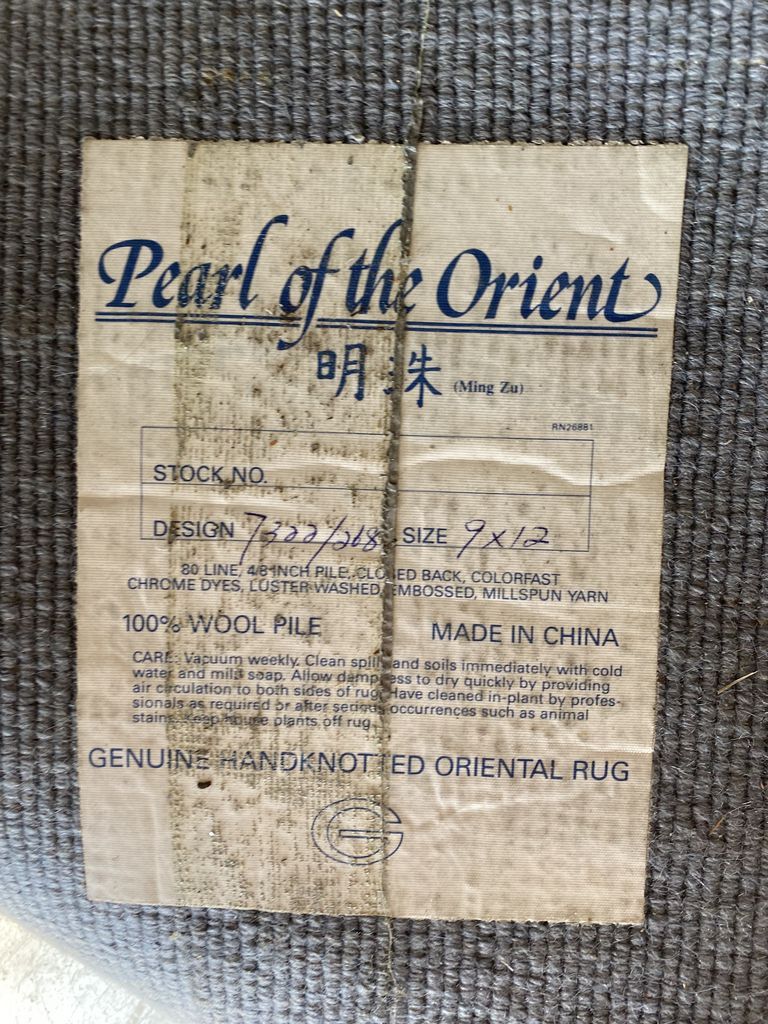 Pearl of the Orient
明珠 (Ming Zu)
RN26881
STOCK NO.
DESIGN 7300/268 SIZE 9x12
80 LINE, 4/8 INCH PILE, CLOSED BACK, COLORFAST
CHROME DYES, LUSTER WASHED, EMBOSSED, MILLSPUN YARN
100% WOOL PILE MADE IN CHINA
CARE: Vacuum weekly. Clean spills and soils immediately with cold
water and mild soap. Allow dampness to dry quickly by providing
air circulation to both sides of rug. Have cleaned in-plant by profes-
sionals as required or after serious occurrences such as animal
stains. Keep house plants off rug.
GENUINE HANDKNOTTED ORIENTAL RUG